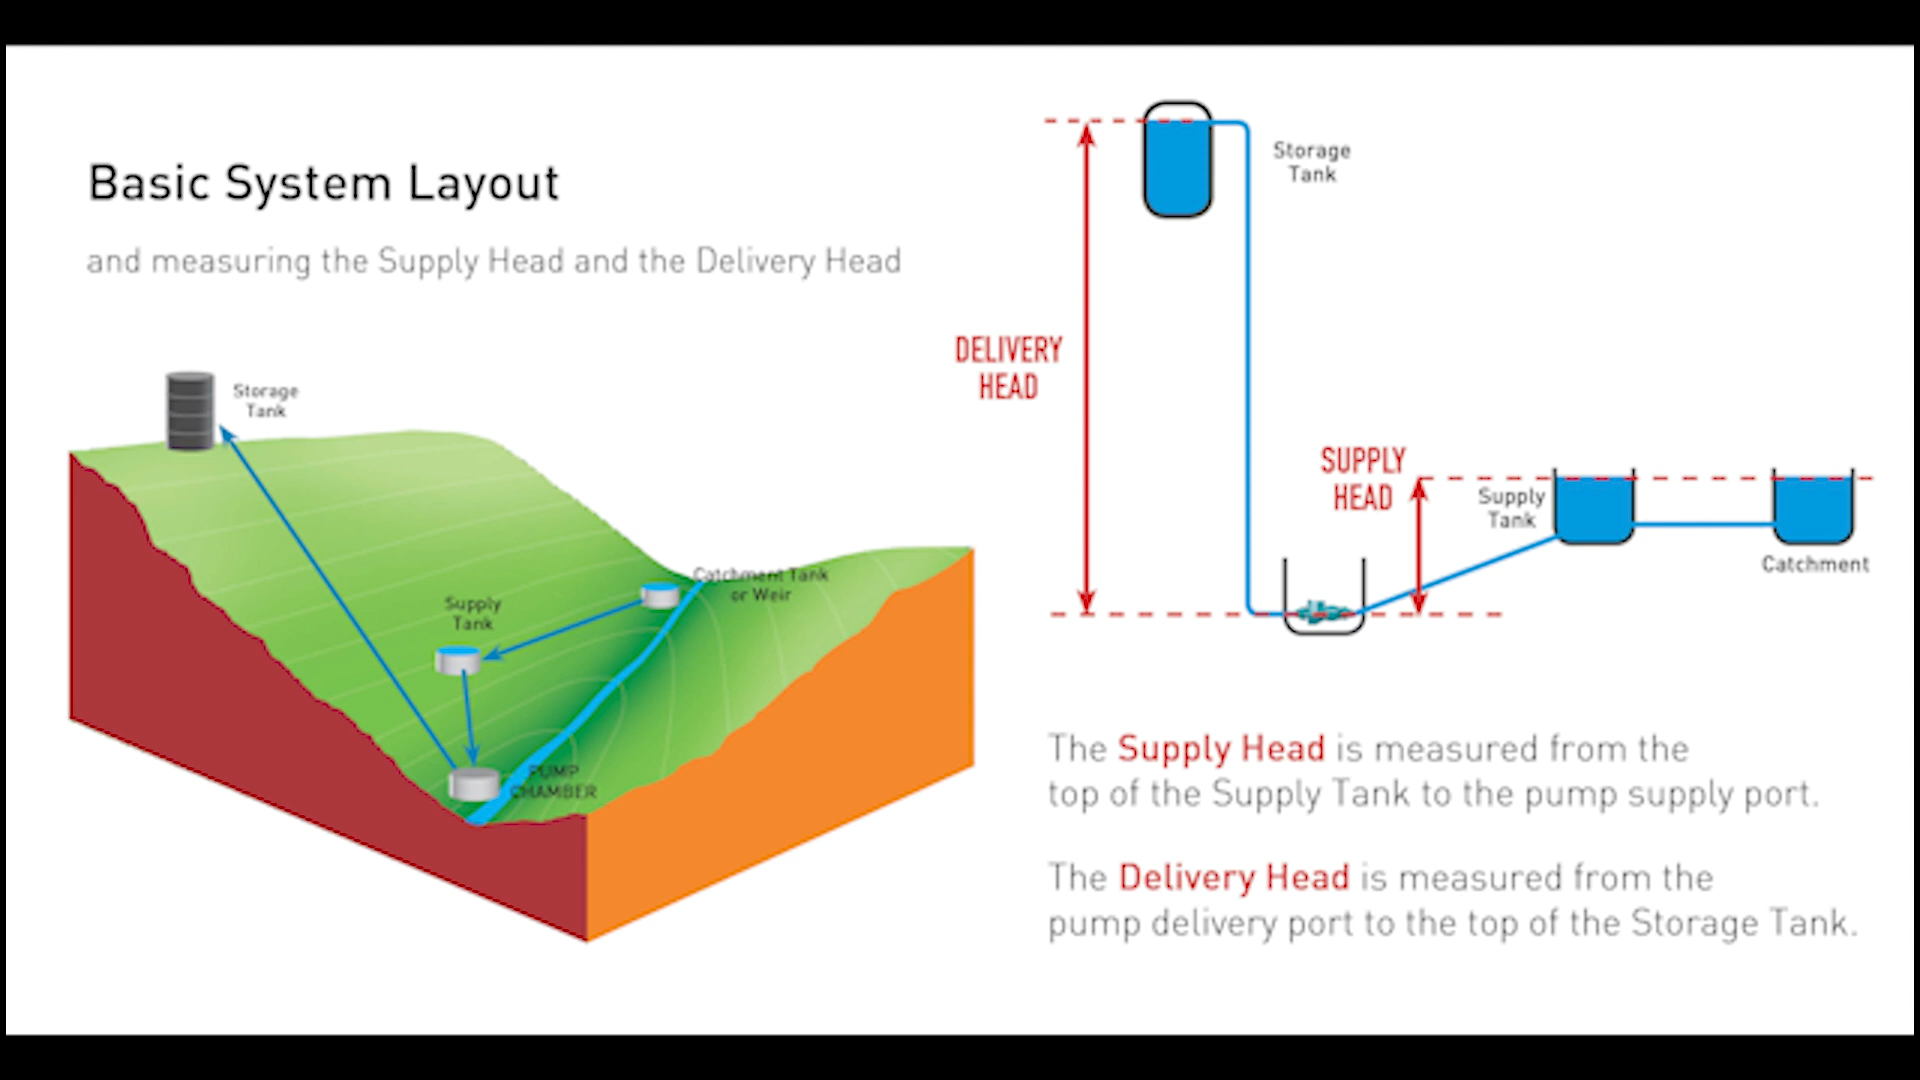 Basic System Layout
and measuring the Supply Head and the Delivery Head
Storage
Tank
Catchment Tank
or Weir
Supply
Tank
PUMP
CHAMBER
Storage
Tank
DELIVERY
HEAD
SUPPLY
HEAD
Supply
Tank
Catchment
The Supply Head is measured from the
top of the Supply Tank to the pump supply port.
The Delivery Head is measured from the
pump delivery port to the top of the Storage Tank.